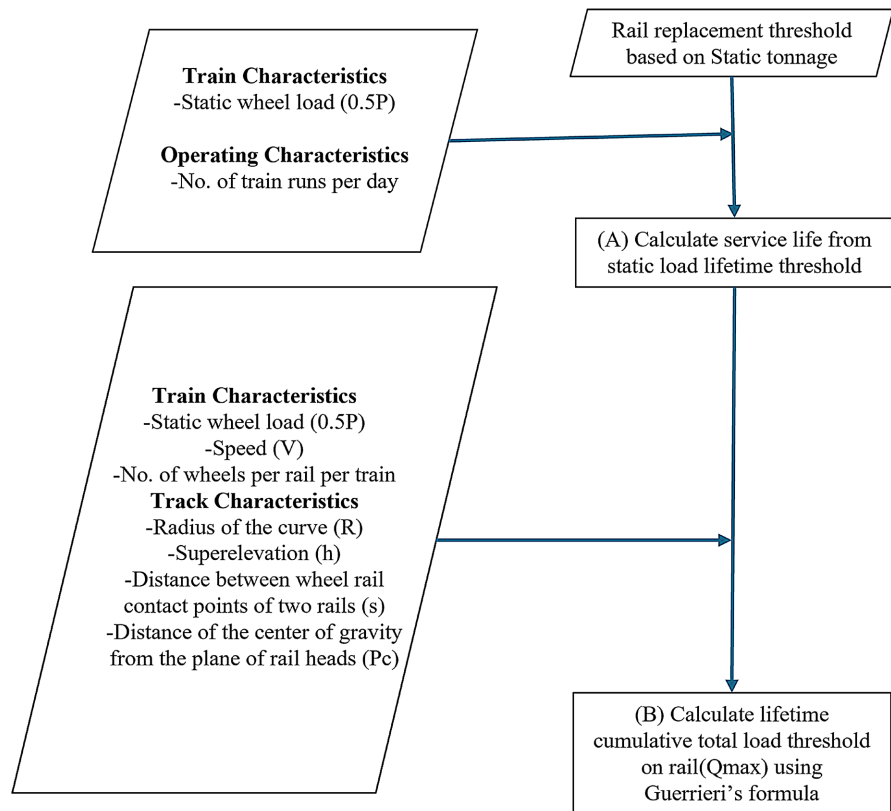 Rail replacement threshold
based on Static tonnage
Train Characteristics
-Static wheel load (0.5P)
Operating Characteristics
-No. of train runs per day
(A) Calculate service life from
static load lifetime threshold
Train Characteristics
-Static wheel load (0.5P)
-Speed (V)
-No. of wheels per rail per train
Track Characteristics
-Radius of the curve (R)
-Superelevation (h)
-Distance between wheel rail
contact points of two rails (s)
-Distance of the center of gravity
from the plane of rail heads (Pc)
(B) Calculate lifetime
cumulative total load threshold
on rail(Qmax) using
Guerrieri’s formula